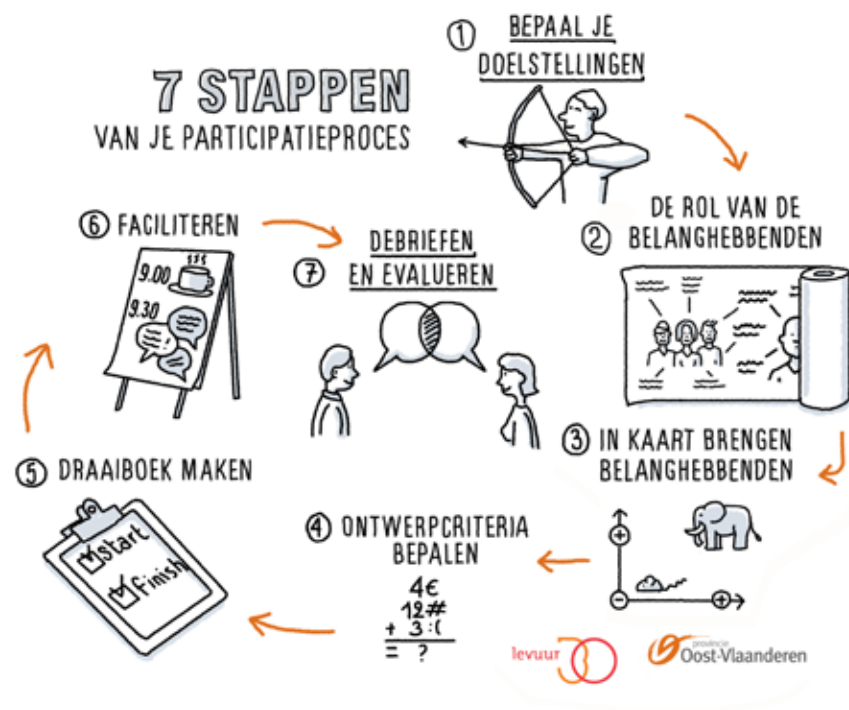 7 STAPPEN
VAN JE PARTICIPATIEPROCES
1 BEPAAL JE
DOELSTELLINGEN
2 DE ROL VAN DE
BELANGHEBBENDEN
3 IN KAART BRENGEN
BELANGHEBBENDEN
+
- +
4 ONTWERPCRITERIA
BEPALEN
4€
12#
+ 3 :(
= ?
5 DRAAIBOEK MAKEN
start
Finish
6 FACILITEREN
9.00
9.30
7 DEBRIEFEN
EN EVALUEREN
levuur 30
provincie
Oost-Vlaanderen